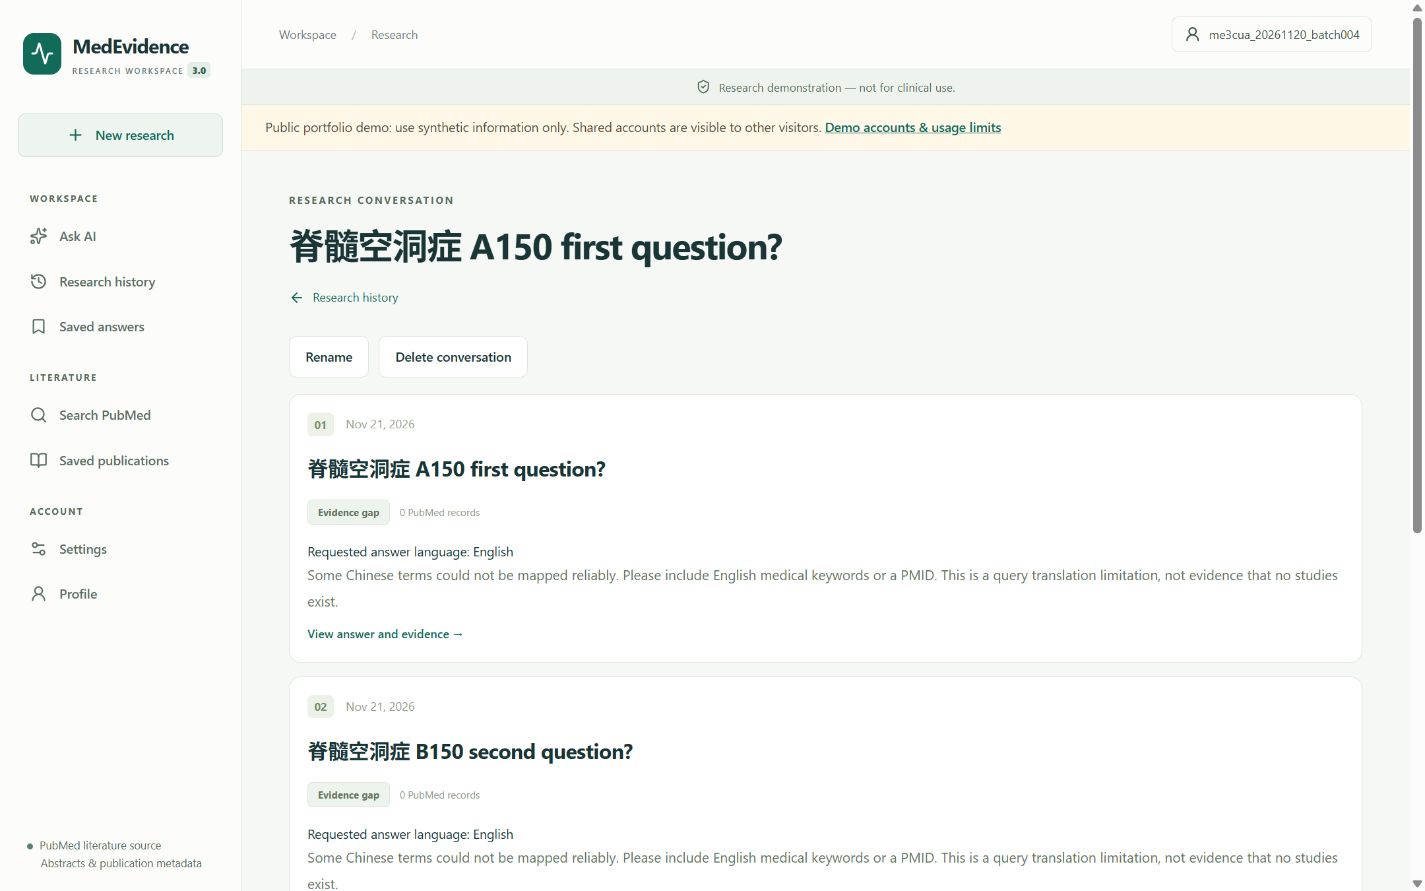 MedEvidence
RESEARCH WORKSPACE 3.0
New research
WORKSPACE
Ask AI
Research history
Saved answers
LITERATURE
Search PubMed
Saved publications
ACCOUNT
Settings
Profile
PubMed literature source
Abstracts & publication metadata
Workspace / Research
me3cua_20261120_batch004
Research demonstration — not for clinical use.
Public portfolio demo: use synthetic information only. Shared accounts are visible to other visitors. Demo accounts & usage limits
RESEARCH CONVERSATION
脊髓空洞症 A150 first question?
← Research history
Rename
Delete conversation
01 Nov 21, 2026
脊髓空洞症 A150 first question?
Evidence gap 0 PubMed records
Requested answer language: English
Some Chinese terms could not be mapped reliably. Please include English medical keywords or a PMID. This is a query translation limitation, not evidence that no studies
exist.
View answer and evidence →
02 Nov 21, 2026
脊髓空洞症 B150 second question?
Evidence gap 0 PubMed records
Requested answer language: English
Some Chinese terms could not be mapped reliably. Please include English medical keywords or a PMID. This is a query translation limitation, not evidence that no studies
exist.